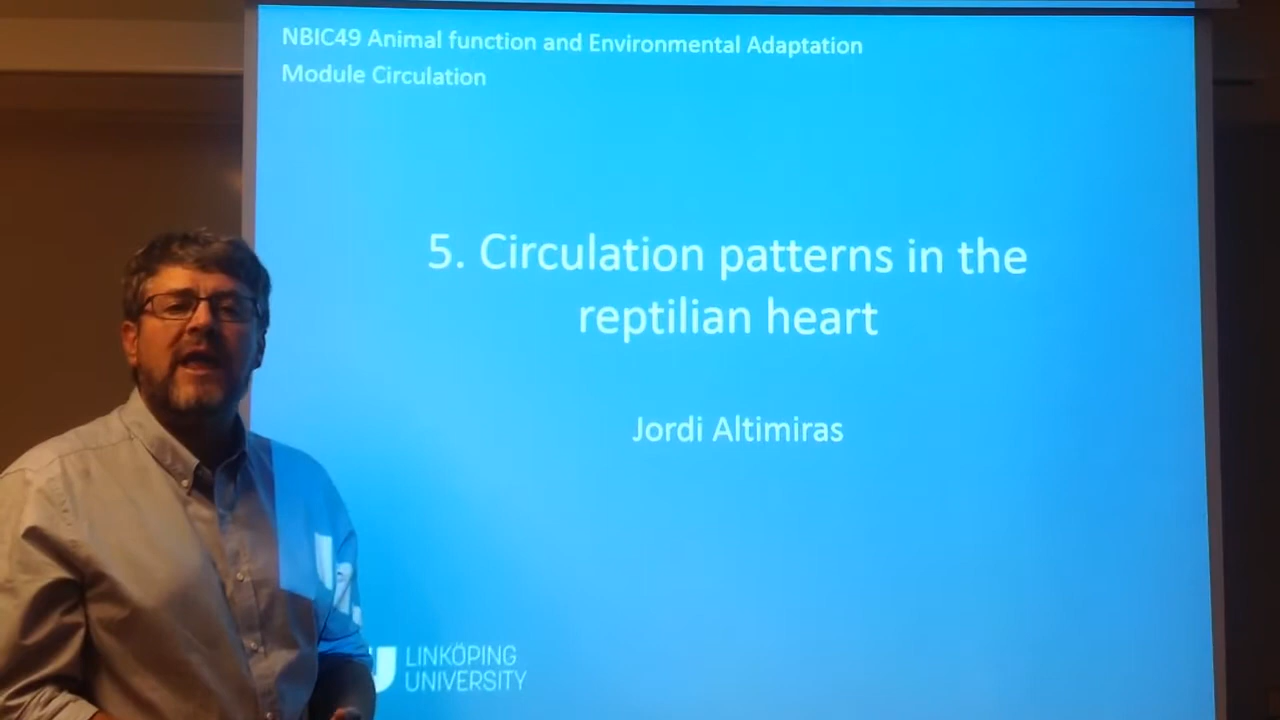 NBIC49 Animal function and Environmental Adaptation
Module Circulation
5. Circulation patterns in the
reptilian heart
Jordi Altimiras
LINKÖPING
UNIVERSITY